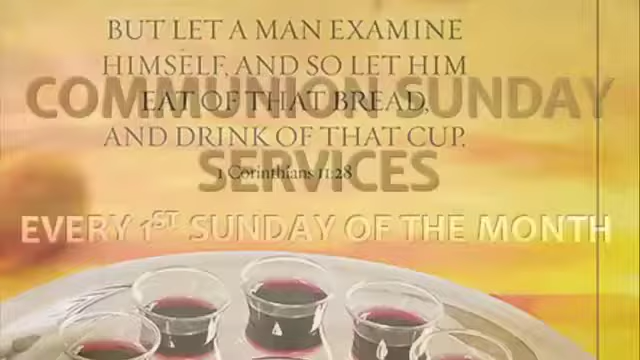 BUT LET A MAN EXAMINE
HIMSELF, AND SO LET HIM
COMMUNION SUNDAY
EAT OF THAT BREAD,
AND DRINK OF THAT CUP.
SERVICES
1 Corinthians 11:28
EVERY 1ST SUNDAY OF THE MONTH